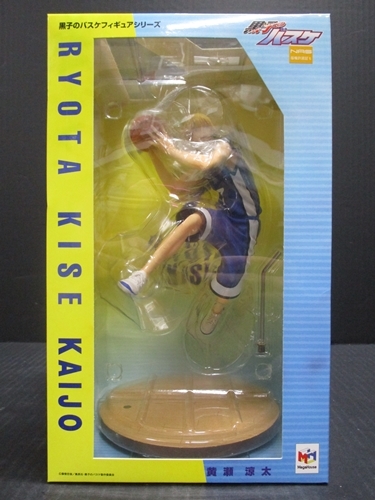 黒子のバスケフィギュアシリーズ
黒子の
バスケ
RYOTA KISE KAIJO
黄瀬 涼太
MegaHouse